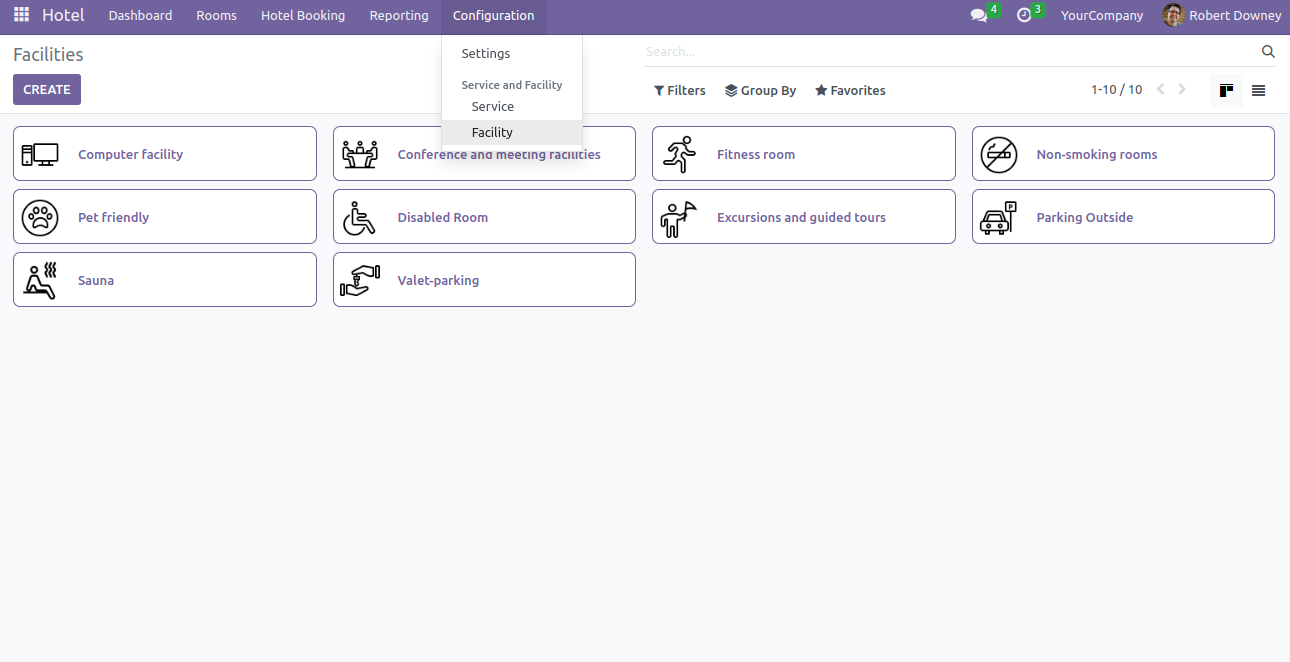 Hotel Dashboard Rooms Hotel Booking Reporting Configuration 4 3 YourCompany Robert Downey
Facilities
Settings
Search...
CREATE
Service and Facility
Filters Group By Favorites 1-10 / 10
Service
Facility
Computer facility
Conference and meeting facilities
Fitness room
Non-smoking rooms
Pet friendly
Disabled Room
Excursions and guided tours
P
Parking Outside
Sauna
Valet-parking